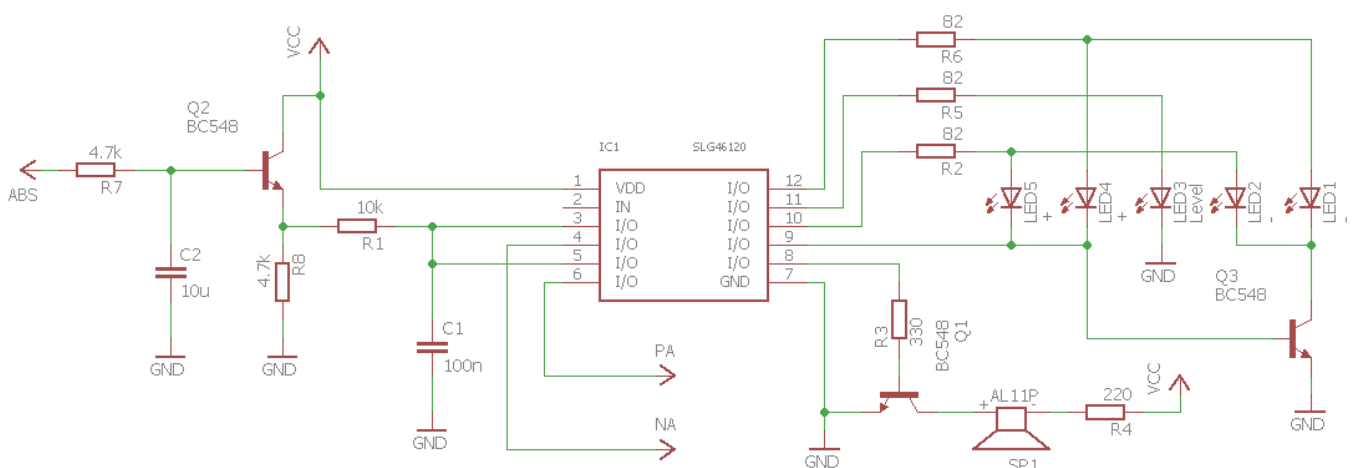 82
R6
82
R5
82
R2
VCC
Q2
BC548
4.7k
R7
ABS
C2
10u
GND
4.7k
R8
GND
10k
R1
C1
100n
GND
IC1 SLG46120
1 VDD I/O 12
2 IN I/O 11
3 I/O I/O 10
4 I/O I/O 9
5 I/O I/O 8
6 I/O GND 7
PA
NA
LED5 +
LED4 +
LED3
Level
LED2 -
LED1 -
GND
Q3
BC548
GND
R3
330
BC548
Q1
GND
AL11P
+ -
SP1
220
R4
VCC